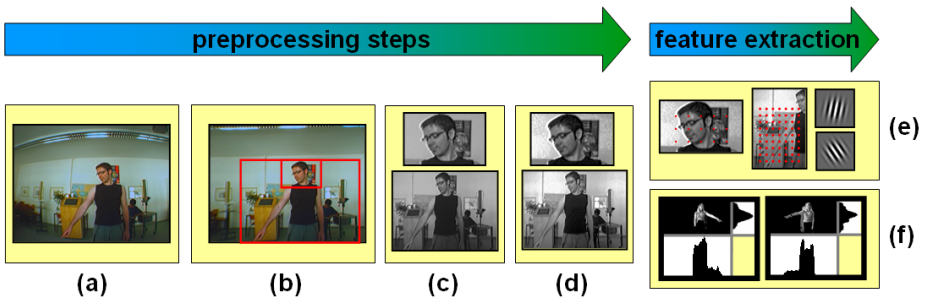 preprocessing steps
feature extraction
(a)
(b)
(c)
(d)
(e)
(f)